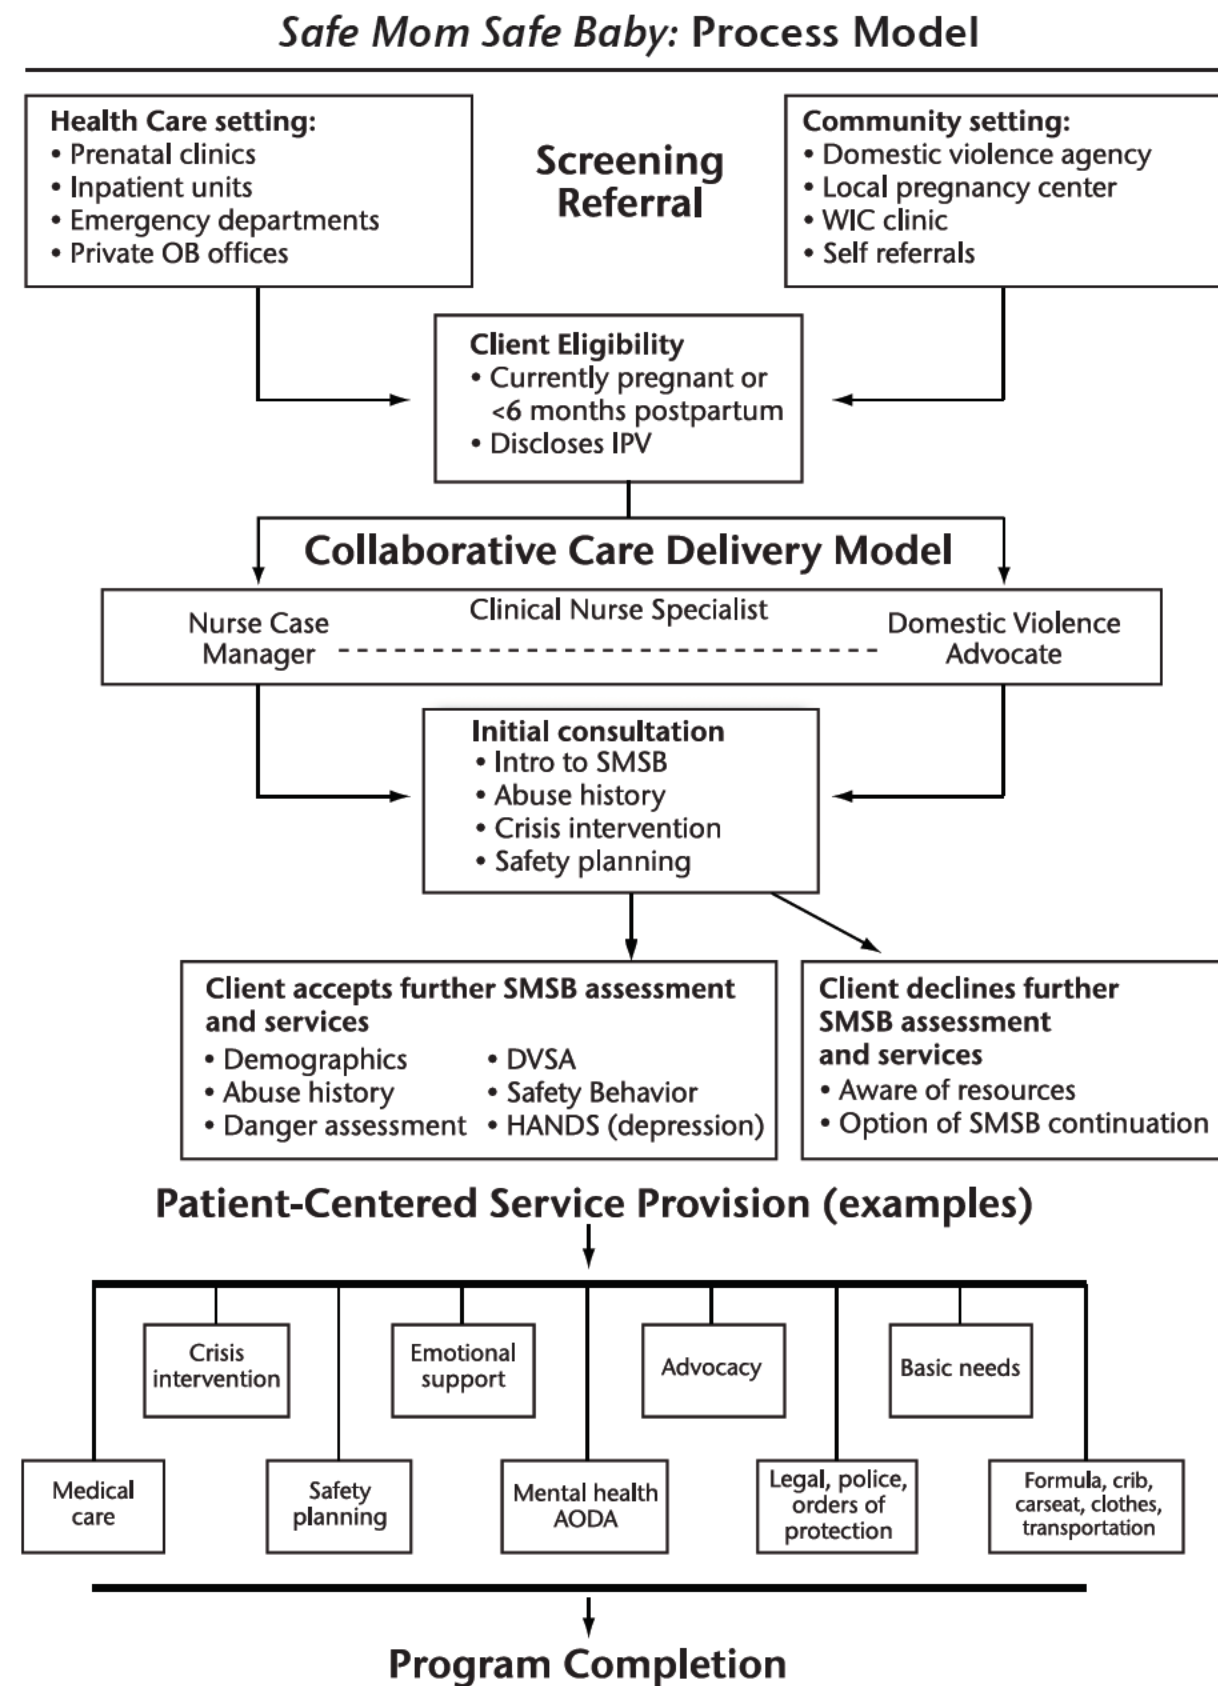 Safe Mom Safe Baby: Process Model
Health Care setting:
• Prenatal clinics
• Inpatient units
• Emergency departments
• Private OB offices
Screening
Referral
Community setting:
• Domestic violence agency
• Local pregnancy center
• WIC clinic
• Self referrals
Client Eligibility
• Currently pregnant or
<6 months postpartum
• Discloses IPV
Collaborative Care Delivery Model
Nurse Case
Manager
Clinical Nurse Specialist
Domestic Violence
Advocate
Initial consultation
• Intro to SMSB
• Abuse history
• Crisis intervention
• Safety planning
Client accepts further SMSB assessment
and services
• Demographics
• Abuse history
• Danger assessment
• DVSA
• Safety Behavior
• HANDS (depression)
Client declines further
SMSB assessment
and services
• Aware of resources
• Option of SMSB continuation
Patient-Centered Service Provision (examples)
Crisis
intervention
Emotional
support
Advocacy
Basic needs
Medical
care
Safety
planning
Mental health
AODA
Legal, police,
orders of
protection
Formula, crib,
carseat, clothes,
transportation
Program Completion